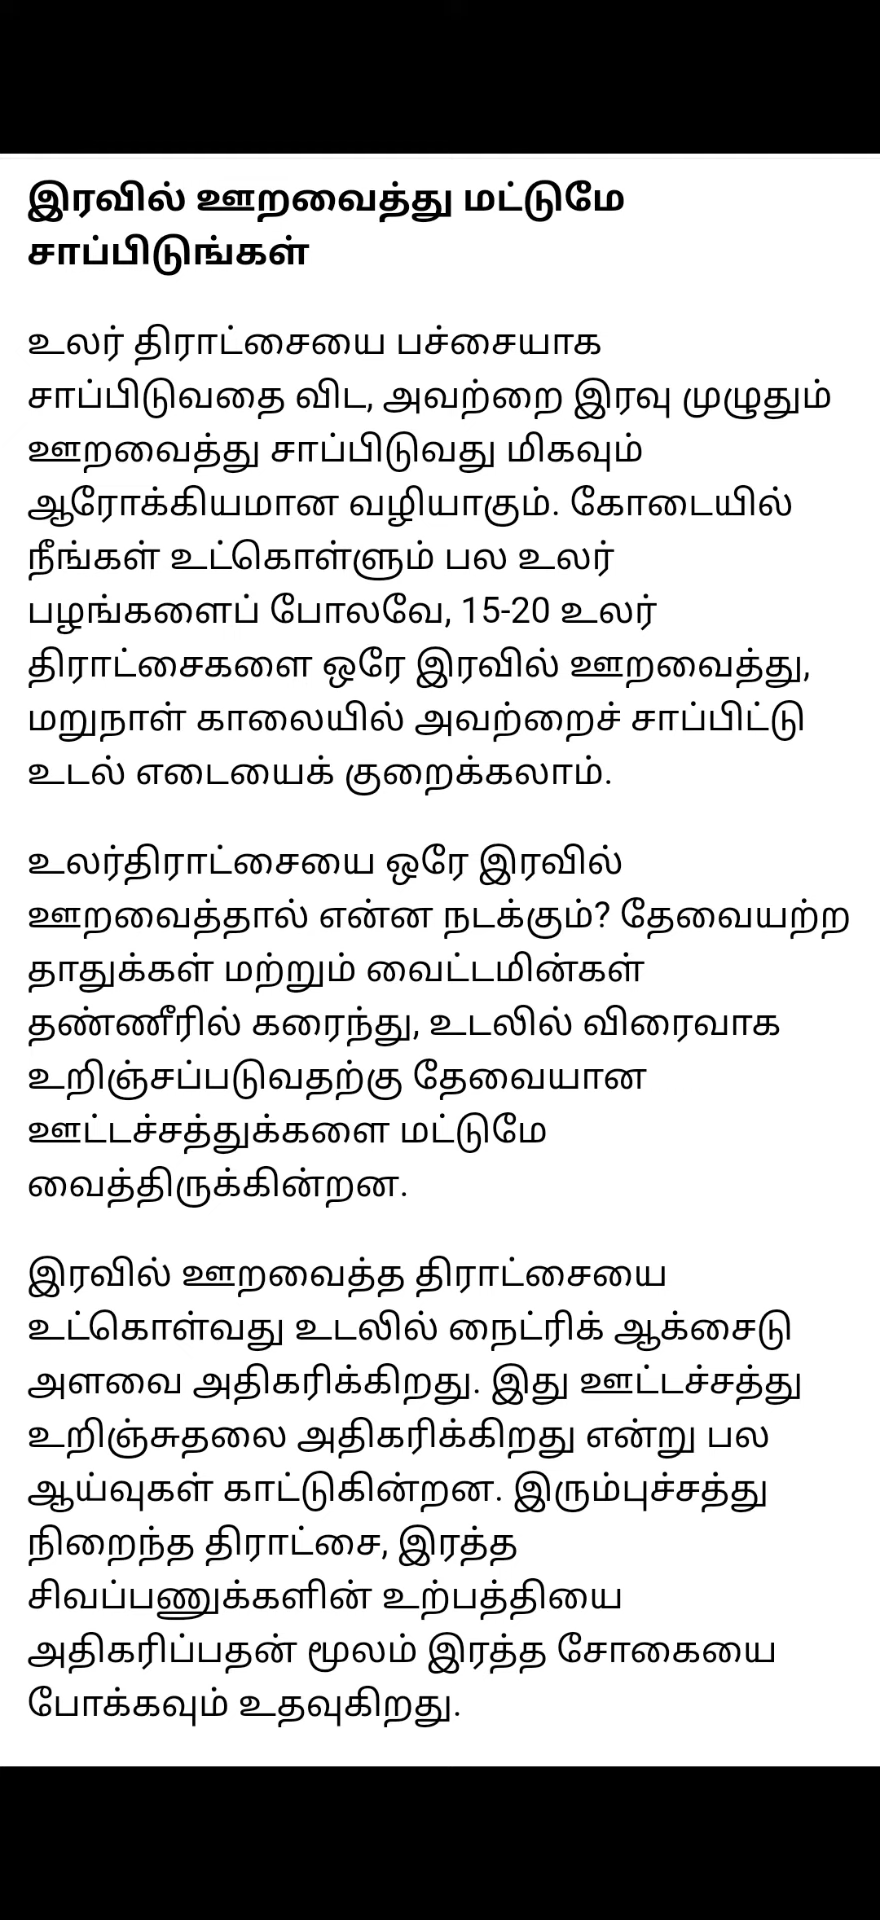 இரவில் ஊறவைத்து மட்டுமே
சாப்பிடுங்கள்
உலர் திராட்சையை பச்சையாக
சாப்பிடுவதை விட, அவற்றை இரவு முழுதும்
ஊறவைத்து சாப்பிடுவது மிகவும்
ஆரோக்கியமான வழியாகும். கோடையில்
நீங்கள் உட்கொள்ளும் பல உலர்
பழங்களைப் போலவே, 15-20 உலர்
திராட்சைகளை ஒரே இரவில் ஊறவைத்து,
மறுநாள் காலையில் அவற்றைச் சாப்பிட்டு
உடல் எடையைக் குறைக்கலாம்.
உலர்திராட்சையை ஒரே இரவில்
ஊறவைத்தால் என்ன நடக்கும்? தேவையற்ற
தாதுக்கள் மற்றும் வைட்டமின்கள்
தண்ணீரில் கரைந்து, உடலில் விரைவாக
உறிஞ்சப்படுவதற்கு தேவையான
ஊட்டச்சத்துக்களை மட்டுமே
வைத்திருக்கின்றன.
இரவில் ஊறவைத்த திராட்சையை
உட்கொள்வது உடலில் நைட்ரிக் ஆக்சைடு
அளவை அதிகரிக்கிறது. இது ஊட்டச்சத்து
உறிஞ்சுதலை அதிகரிக்கிறது என்று பல
ஆய்வுகள் காட்டுகின்றன. இரும்புச்சத்து
நிறைந்த திராட்சை, இரத்த
சிவப்பணுக்களின் உற்பத்தியை
அதிகரிப்பதன் மூலம் இரத்த சோகையை
போக்கவும் உதவுகிறது.